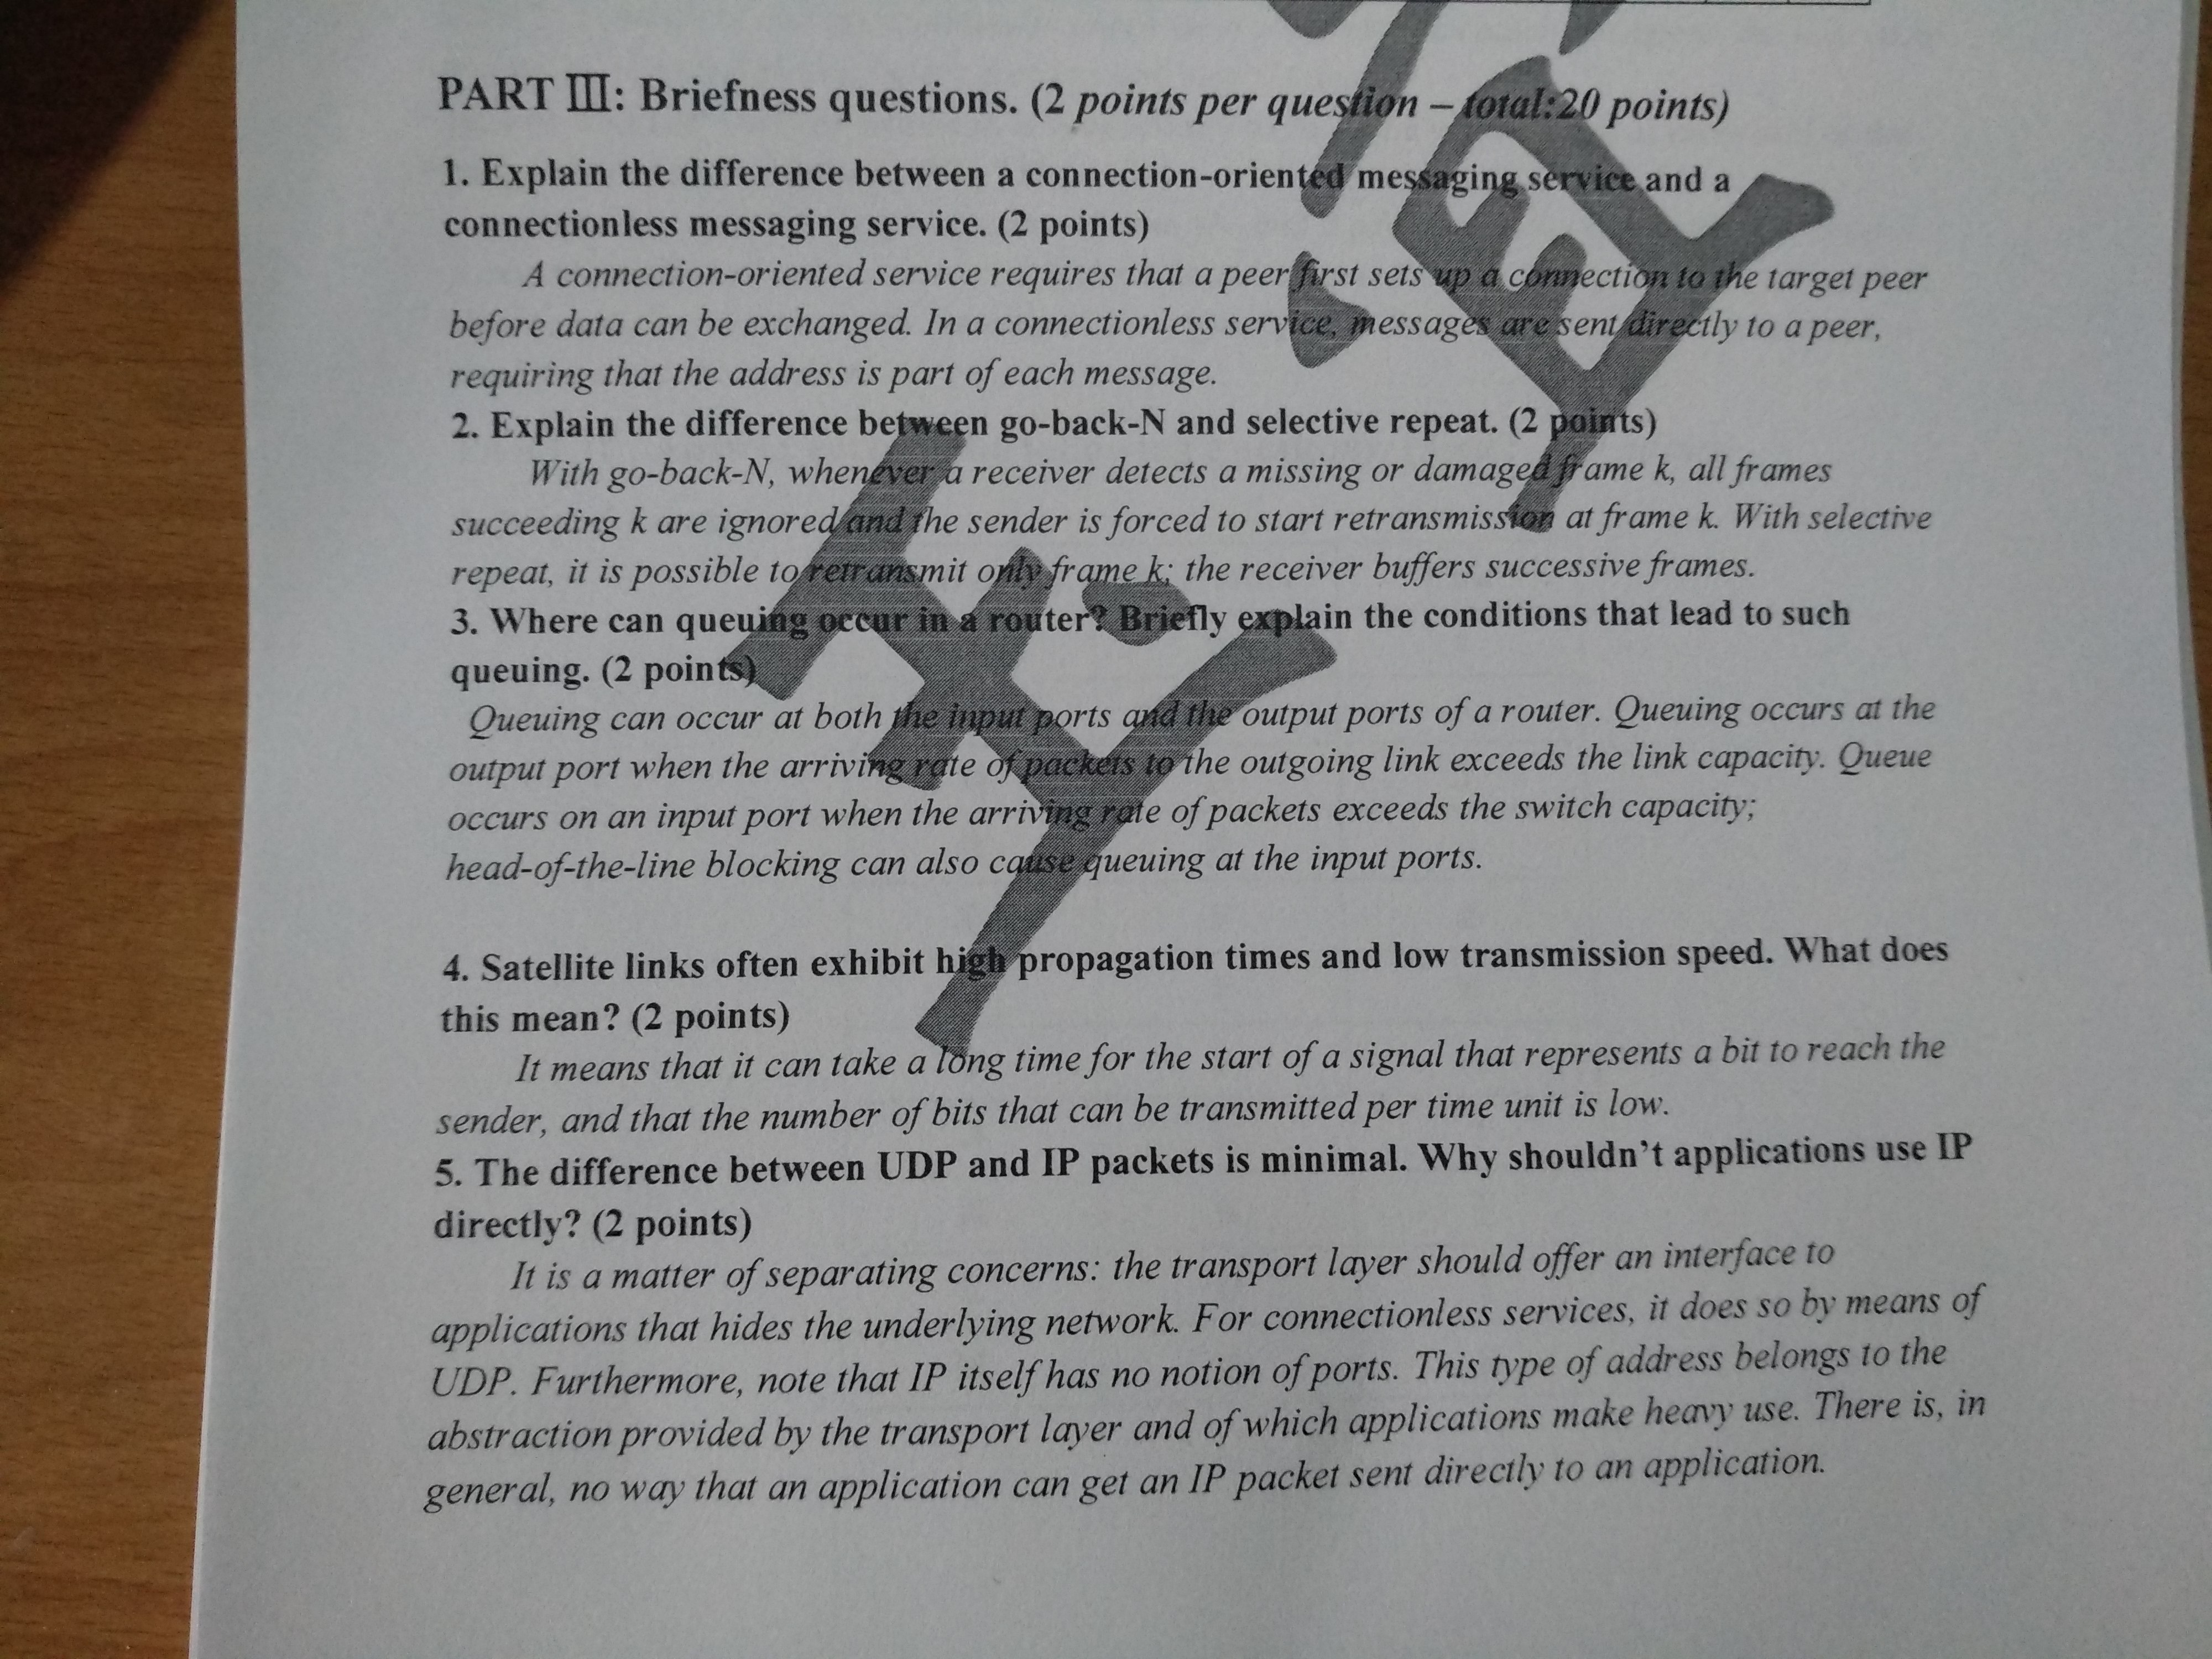 PART Ⅲ: Briefness questions. (2 points per question – total:20 points)
1. Explain the difference between a connection-oriented messaging service and a
connectionless messaging service. (2 points)
A connection-oriented service requires that a peer first sets up a connection to the target peer
before data can be exchanged. In a connectionless service, messages are sent directly to a peer,
requiring that the address is part of each message.
2. Explain the difference between go-back-N and selective repeat. (2 points)
With go-back-N, whenever a receiver detects a missing or damaged frame k, all frames
succeeding k are ignored and the sender is forced to start retransmission at frame k. With selective
repeat, it is possible to retransmit only frame k; the receiver buffers successive frames.
3. Where can queuing occur in a router? Briefly explain the conditions that lead to such
queuing. (2 points)
Queuing can occur at both the input ports and the output ports of a router. Queuing occurs at the
output port when the arriving rate of packets to the outgoing link exceeds the link capacity. Queue
occurs on an input port when the arriving rate of packets exceeds the switch capacity;
head-of-the-line blocking can also cause queuing at the input ports.
4. Satellite links often exhibit high propagation times and low transmission speed. What does
this mean? (2 points)
It means that it can take a long time for the start of a signal that represents a bit to reach the
sender, and that the number of bits that can be transmitted per time unit is low.
5. The difference between UDP and IP packets is minimal. Why shouldn't applications use IP
directly? (2 points)
It is a matter of separating concerns: the transport layer should offer an interface to
applications that hides the underlying network. For connectionless services, it does so by means of
UDP. Furthermore, note that IP itself has no notion of ports. This type of address belongs to the
abstraction provided by the transport layer and of which applications make heavy use. There is, in
general, no way that an application can get an IP packet sent directly to an application.